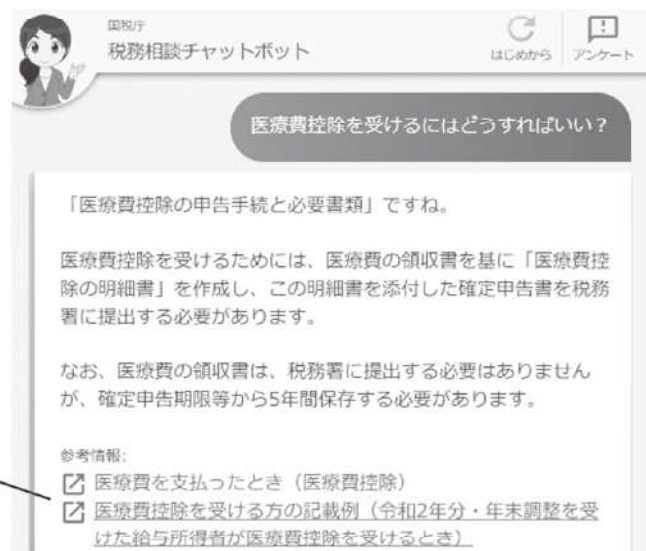 国税庁
税務相談チャットボット
はじめから
アンケート
医療費控除を受けるにはどうすればいい？
「医療費控除の申告手続と必要書類」ですね。
医療費控除を受けるためには、医療費の領収書を基に「医療費控
除の明細書」を作成し、この明細書を添付した確定申告書を税務
署に提出する必要があります。
なお、医療費の領収書は、税務署に提出する必要はありません
が、確定申告期限等から5年間保存する必要があります。
参考情報:
医療費を支払ったとき（医療費控除）
医療費控除を受ける方の記載例（令和2年分・年末調整を受
けた給与所得者が医療費控除を受けるとき）